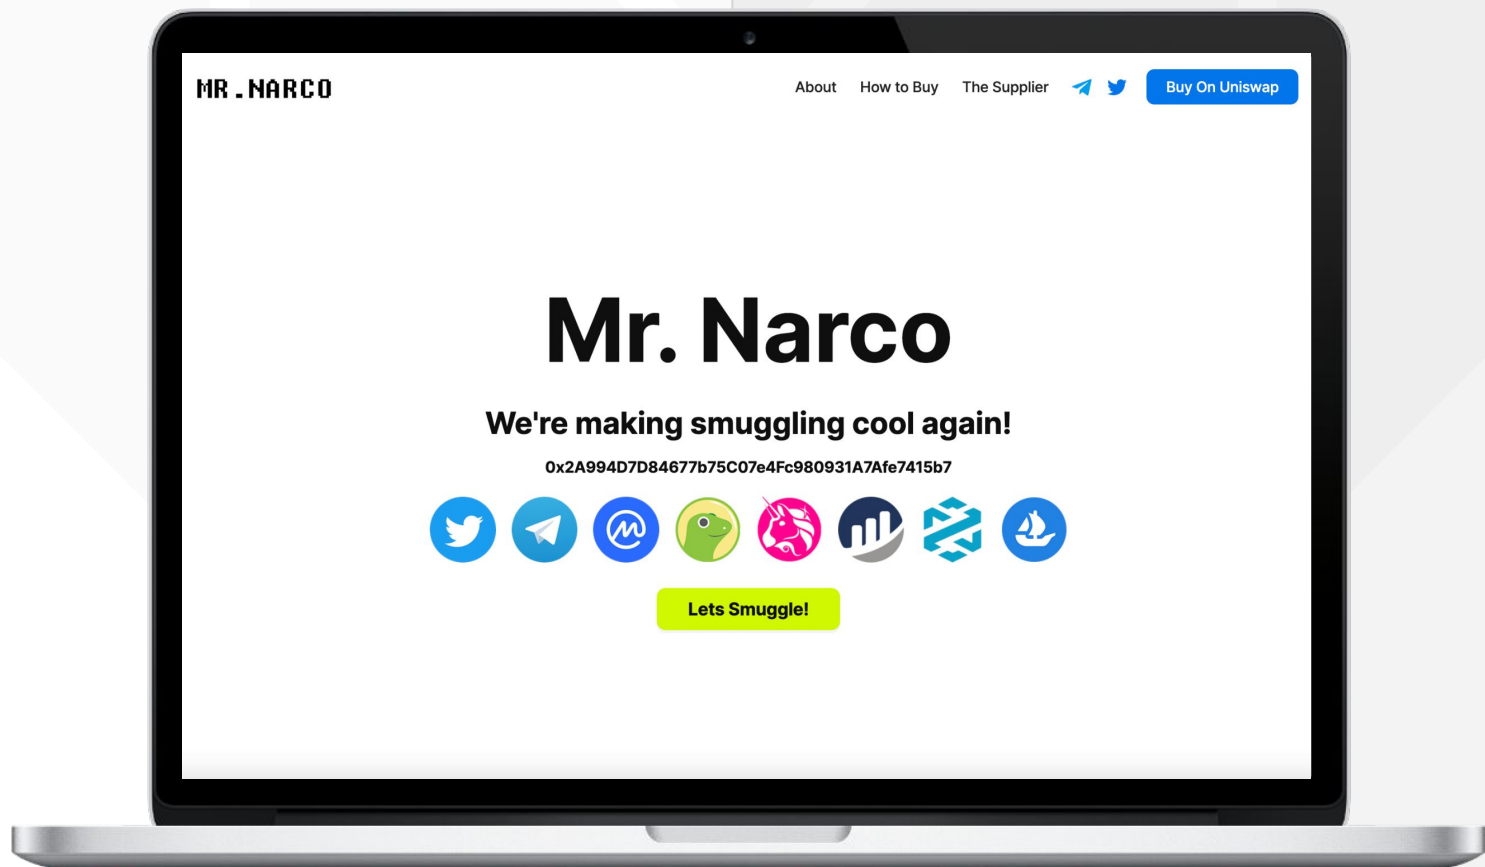 MR.NARCO
About How to Buy The Supplier Buy On Uniswap
Mr. Narco
We're making smuggling cool again!
0x2A994D7D84677b75C07e4Fc980931A7Afe7415b7
Lets Smuggle!